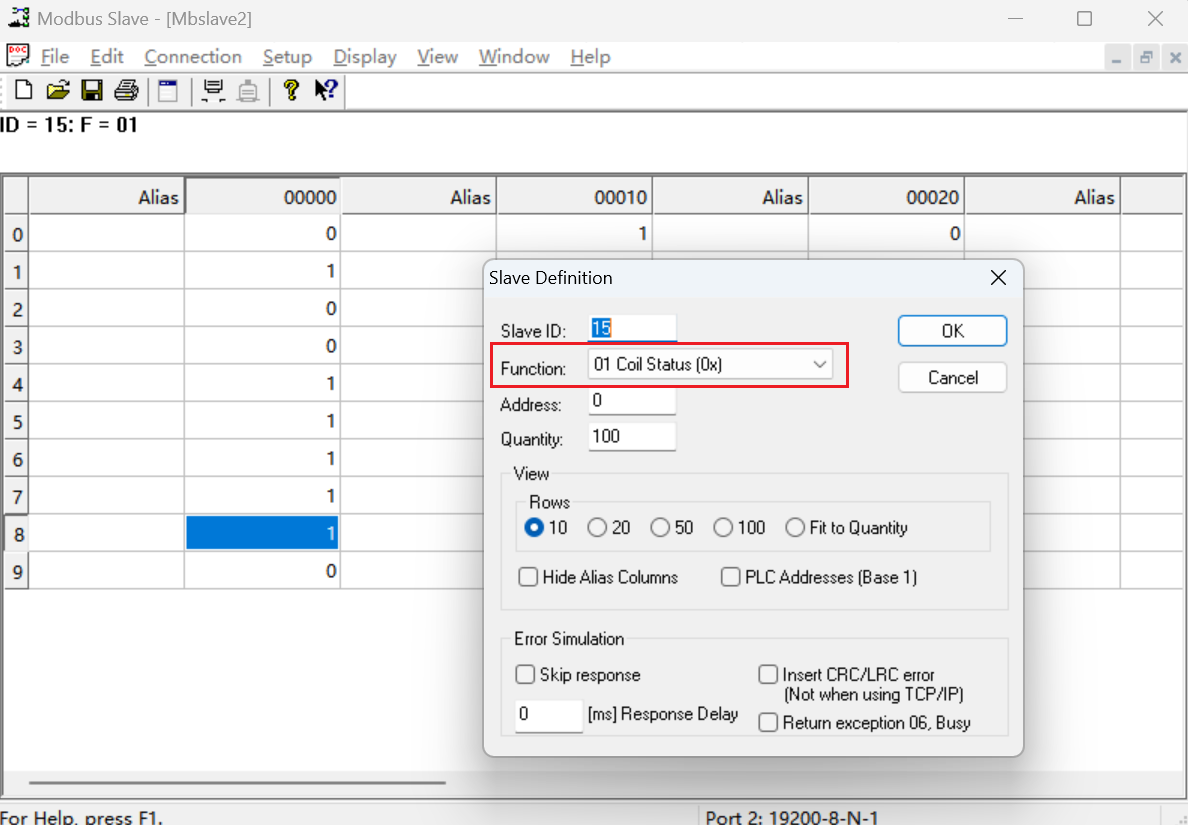 Modbus Slave - [Mbslave2]
File Edit Connection Setup Display View Window Help
ID = 15: F = 01
Alias 00000 Alias 00010 Alias 00020 Alias
0 0 1 0
1 1
2 0
3 0
4 1
5 1
6 1
7 1
8 1
9 0
Slave Definition
Slave ID: 15 OK
Function: 01 Coil Status (0x)
Cancel
Address: 0
Quantity: 100
View
Rows
10 20 50 100 Fit to Quantity
Hide Alias Columns PLC Addresses (Base 1)
Error Simulation
Skip response Insert CRC/LRC error
(Not when using TCP/IP)
0 [ms] Response Delay
Return exception 06, Busy
For Help, press F1. Port 2: 19200-8-N-1